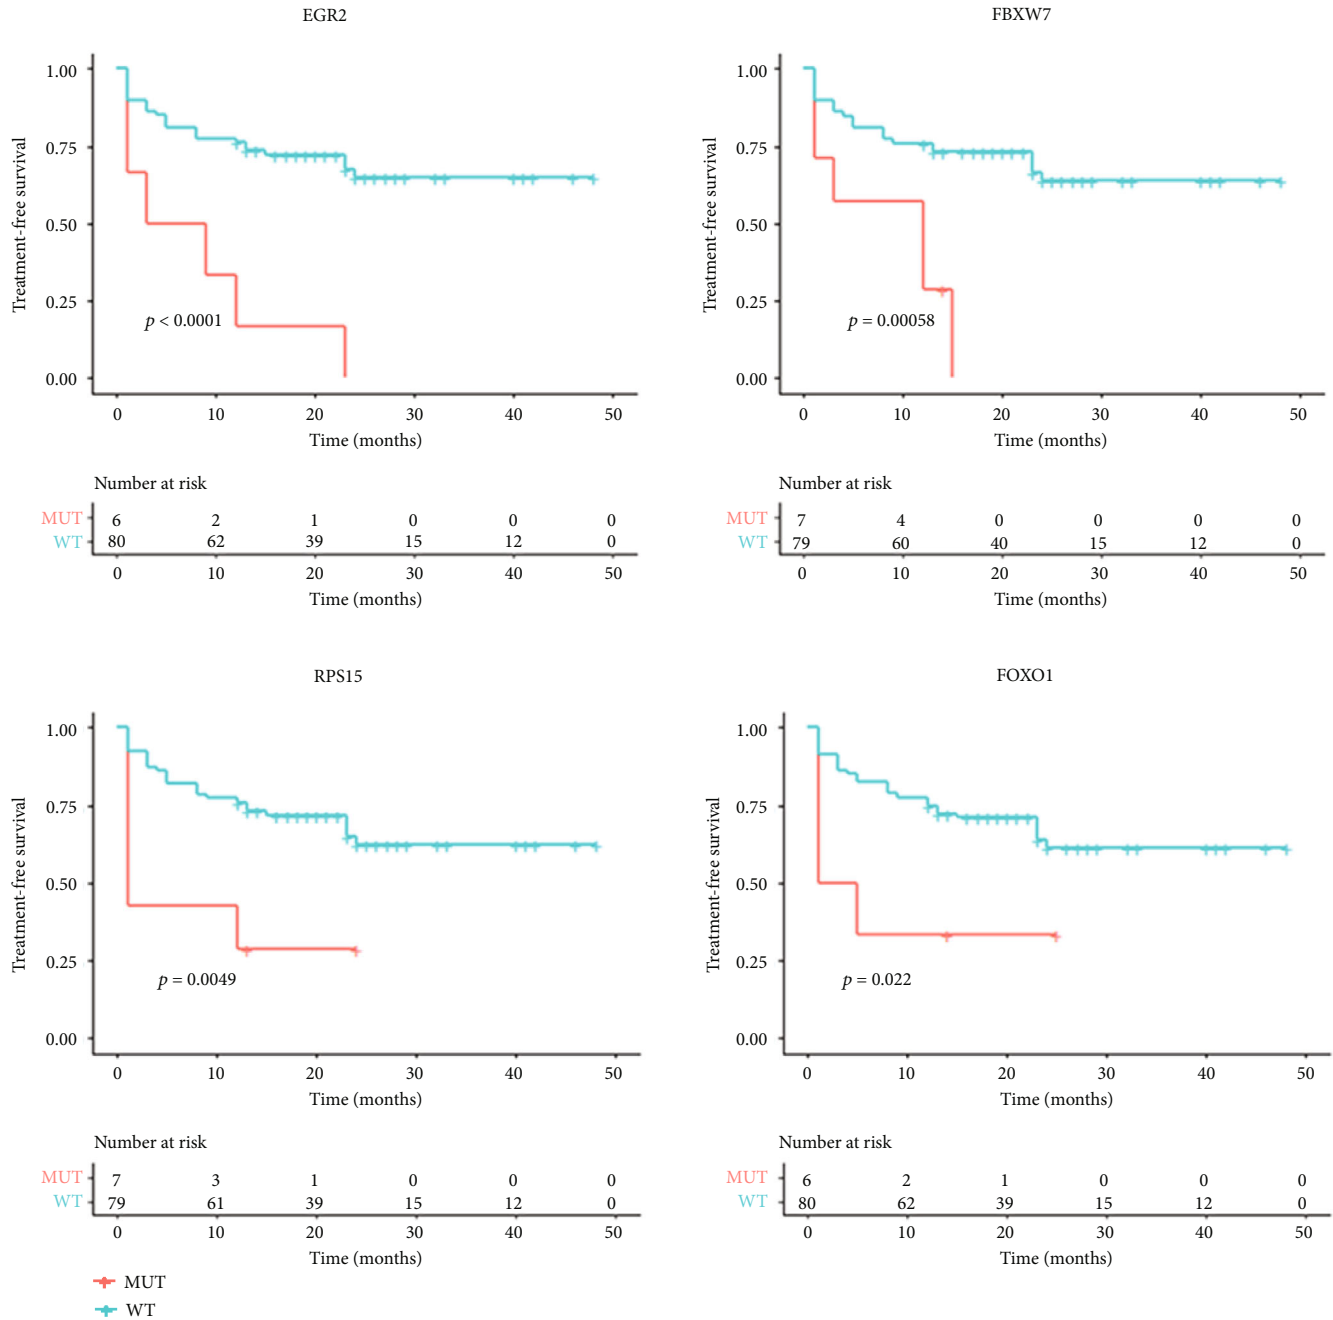 EGR2
1.00
0.75
0.50
0.25
0.00
Treatment-free survival
p < 0.0001
0 10 20 30 40 50
Time (months)
Number at risk
MUT 6 2 1 0 0 0
WT 80 62 39 15 12 0
0 10 20 30 40 50
Time (months)
FBXW7
1.00
0.75
0.50
0.25
0.00
Treatment-free survival
p = 0.00058
0 10 20 30 40 50
Time (months)
Number at risk
MUT 7 4 0 0 0 0
WT 79 60 40 15 12 0
0 10 20 30 40 50
Time (months)
RPS15
1.00
0.75
0.50
0.25
0.00
Treatment-free survival
p = 0.0049
0 10 20 30 40 50
Time (months)
Number at risk
MUT 7 3 1 0 0 0
WT 79 61 39 15 12 0
0 10 20 30 40 50
Time (months)
FOXO1
1.00
0.75
0.50
0.25
0.00
Treatment-free survival
p = 0.022
0 10 20 30 40 50
Time (months)
Number at risk
MUT 6 2 1 0 0 0
WT 80 62 39 15 12 0
0 10 20 30 40 50
Time (months)
MUT
WT